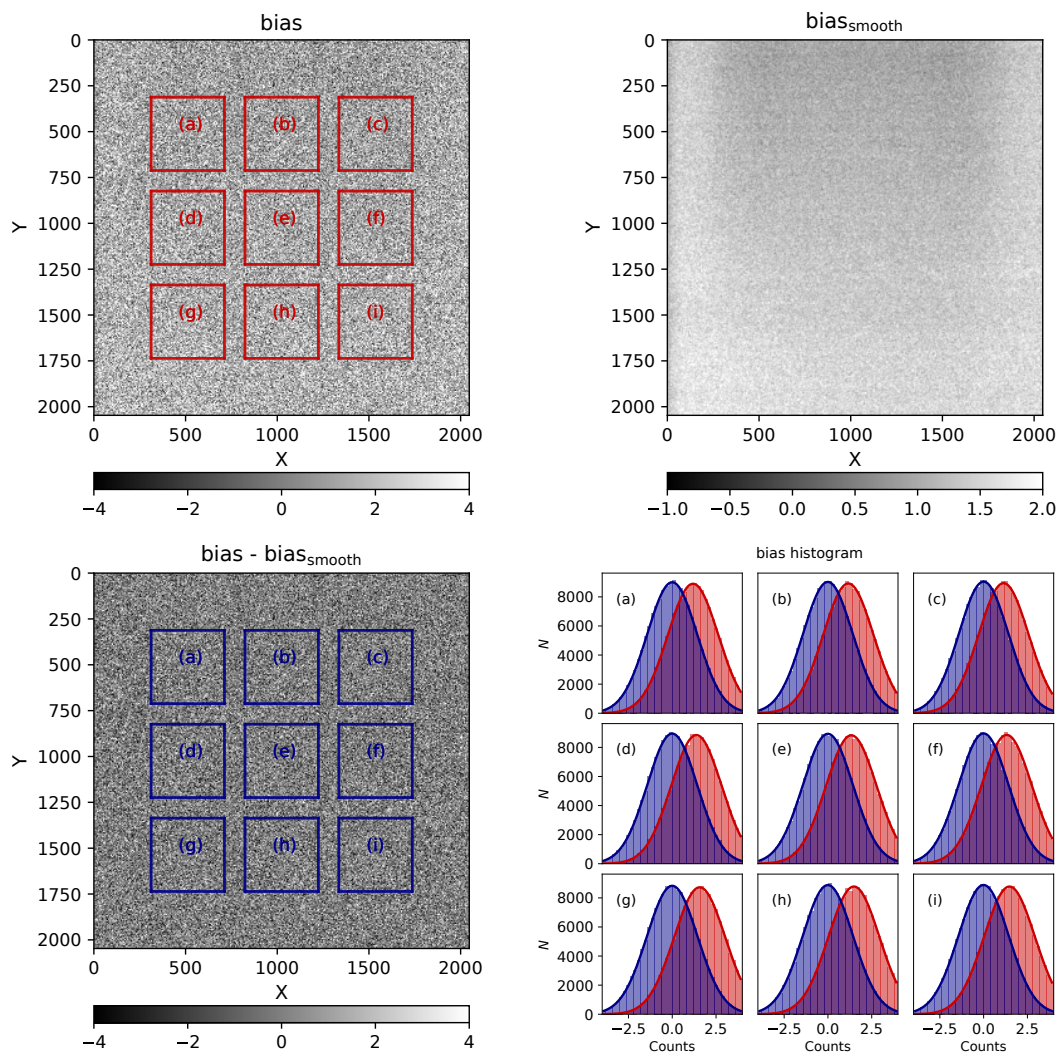 bias
0
250
500
750
1000
1250
1500
1750
2000
Y
(a) (b) (c)
(d) (e) (f)
(g) (h) (i)
0 500 1000 1500 2000
X
−4 −2 0 2 4
bias_smooth
0
250
500
750
1000
1250
1500
1750
2000
Y
0 500 1000 1500 2000
X
−1.0 −0.5 0.0 0.5 1.0 1.5 2.0
bias - bias_smooth
0
250
500
750
1000
1250
1500
1750
2000
Y
(a) (b) (c)
(d) (e) (f)
(g) (h) (i)
0 500 1000 1500 2000
X
−4 −2 0 2 4
bias histogram
8000
6000
4000
2000
0
N
(a) (b) (c)
8000
6000
4000
2000
0
N
(d) (e) (f)
8000
6000
4000
2000
0
N
(g) (h) (i)
−2.5 0.0 2.5 −2.5 0.0 2.5 −2.5 0.0 2.5
Counts Counts Counts